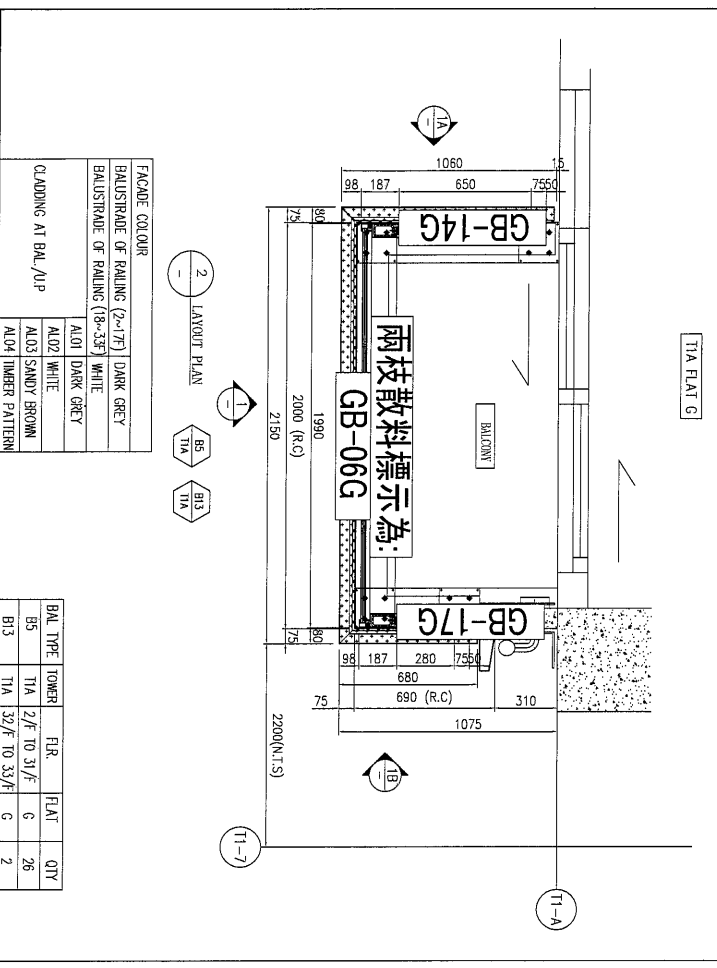 T1A FLAT G
T1-A
T1-7
1A
-
15
1060
98
187
650
75
50
75
80
GB-14G
BALCONY
兩枝散料標示為:
GB-06G
1990
2000 (R.C)
2150
GB-17G
80
75
98
187
280
75
50
680
75
690 (R.C)
310
1075
2200(N.T.S)
1B
-
1
-
2
-
LAYOUT PLAN
B5
T1A
B13
T1A
FACADE COLOUR
BALUSTRADE OF RAILING (2~17F) DARK GREY
BALUSTRADE OF RAILING (18~33F) WHITE
CLADDING AT BAL./U.P
AL01 DARK GREY
AL02 WHITE
AL03 SANDY BROWN
AL04 TIMBER PATTERN
BAL TYPE TOWER FLR. FLAT QTY
B5 T1A 2/F TO 31/F G 26
B13 T1A 32/F TO 33/F G 2